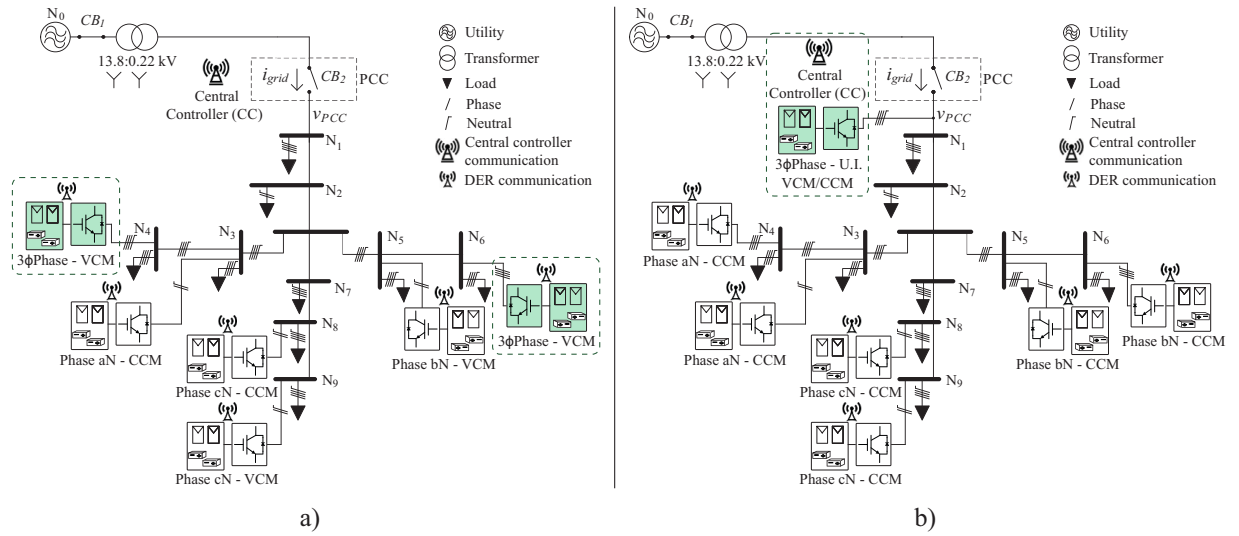 N0
CB1
13.8:0.22 kV
Central
Controller (CC)
igrid
CB2
PCC
vPCC
Utility
Transformer
Load
Phase
Neutral
Central controller
communication
DER communication
N1
N2
N4
N3
N5
N6
3ϕPhase - VCM
Phase aN - CCM
N7
N8
Phase cN - CCM
Phase bN - VCM
3ϕPhase - VCM
N9
Phase cN - VCM
a)
N0
CB1
13.8:0.22 kV
Central
Controller (CC)
igrid
CB2
PCC
vPCC
3ϕPhase - U.I.
VCM/CCM
Utility
Transformer
Load
Phase
Neutral
Central controller
communication
DER communication
N1
N2
N4
N3
N5
N6
Phase aN - CCM
Phase aN - CCM
N7
N8
Phase cN - CCM
Phase bN - CCM
Phase bN - CCM
N9
Phase cN - CCM
b)